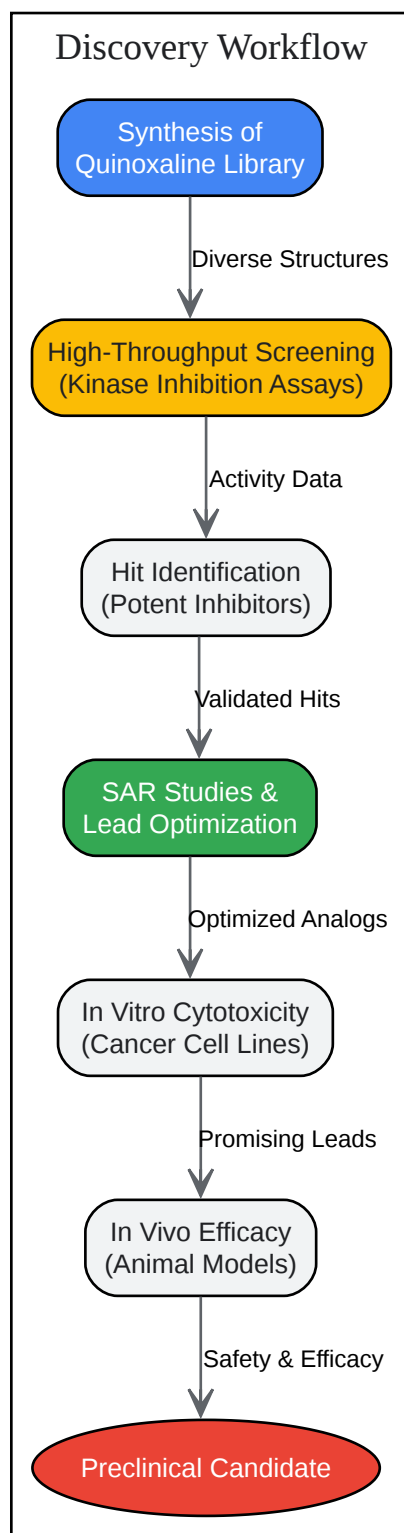 Discovery Workflow
Synthesis of
Quinoxaline Library
Diverse Structures
High-Throughput Screening
(Kinase Inhibition Assays)
Activity Data
Hit Identification
(Potent Inhibitors)
Validated Hits
SAR Studies &
Lead Optimization
Optimized Analogs
In Vitro Cytotoxicity
(Cancer Cell Lines)
Promising Leads
In Vivo Efficacy
(Animal Models)
Safety & Efficacy
Preclinical Candidate